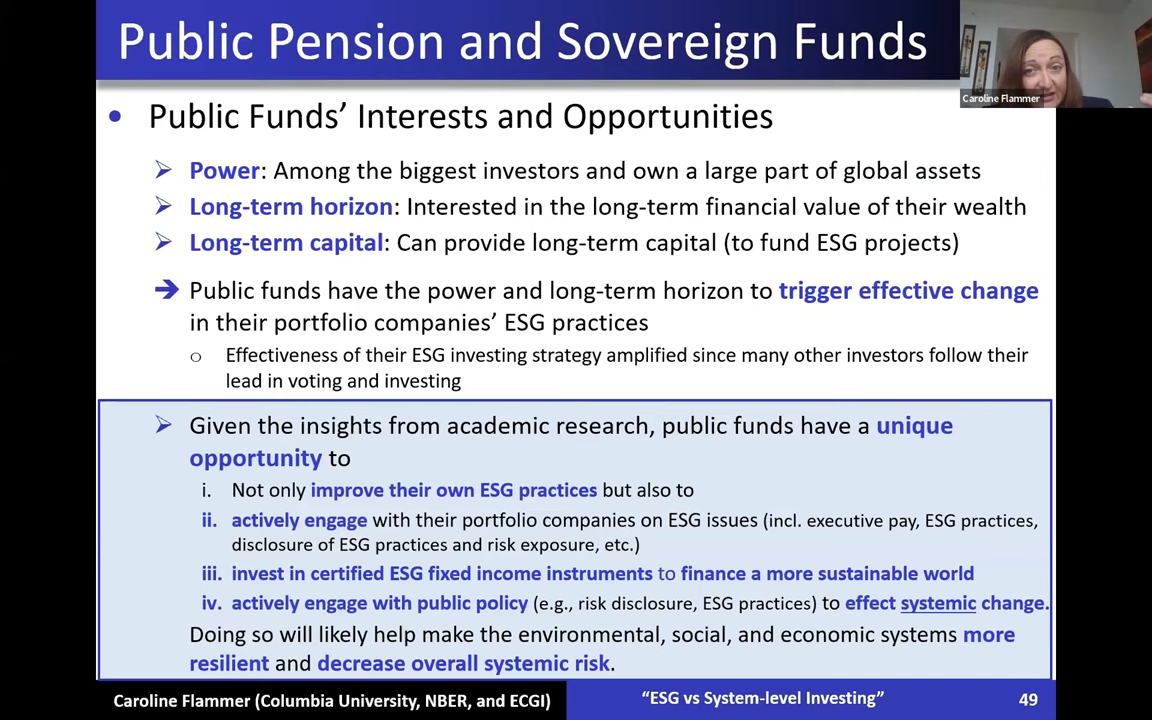 Public Pension and Sovereign Funds
Caroline Flammer
• Public Funds' Interests and Opportunities
➢ Power: Among the biggest investors and own a large part of global assets
➢ Long-term horizon: Interested in the long-term financial value of their wealth
➢ Long-term capital: Can provide long-term capital (to fund ESG projects)
➔ Public funds have the power and long-term horizon to trigger effective change
in their portfolio companies' ESG practices
o Effectiveness of their ESG investing strategy amplified since many other investors follow their
lead in voting and investing
➢ Given the insights from academic research, public funds have a unique
opportunity to
i. Not only improve their own ESG practices but also to
ii. actively engage with their portfolio companies on ESG issues (incl. executive pay, ESG practices,
disclosure of ESG practices and risk exposure, etc.)
iii. invest in certified ESG fixed income instruments to finance a more sustainable world
iv. actively engage with public policy (e.g., risk disclosure, ESG practices) to effect systemic change.
Doing so will likely help make the environmental, social, and economic systems more
resilient and decrease overall systemic risk.
Caroline Flammer (Columbia University, NBER, and ECGI)
"ESG vs System-level Investing"
49